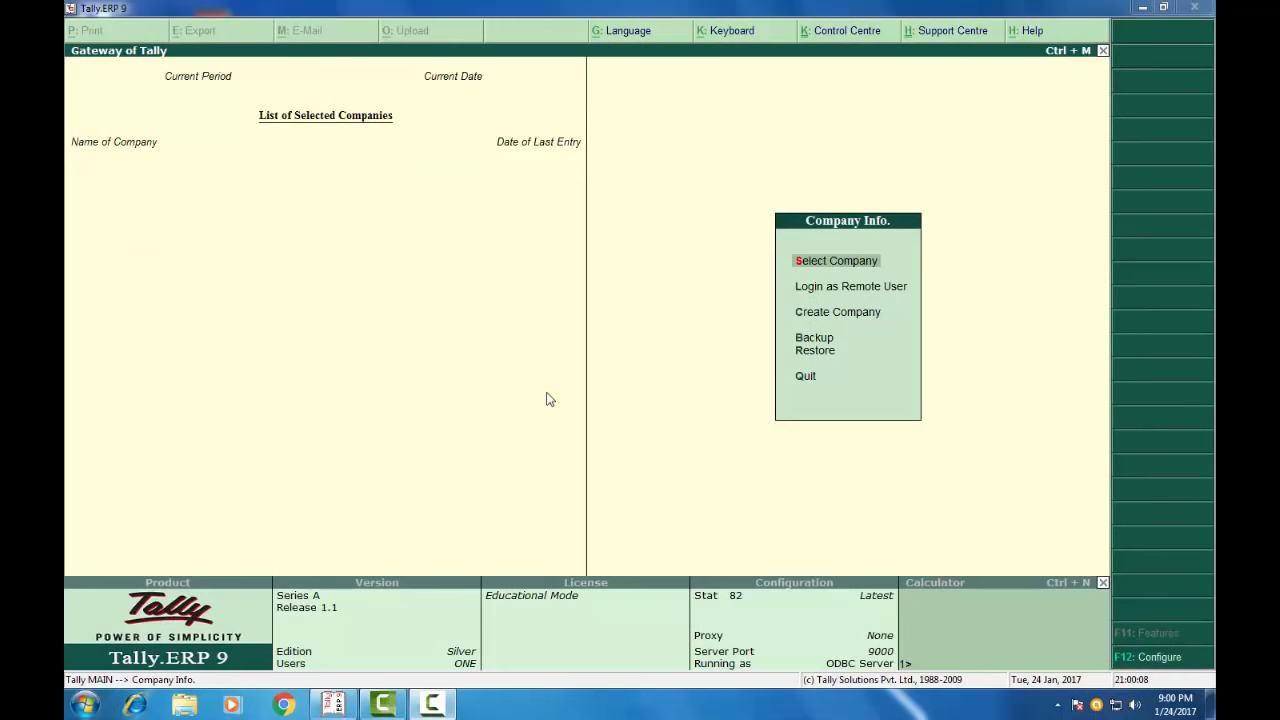 Tally.ERP 9
P: Print
E: Export
M: E-Mail
O: Upload
G: Language
K: Keyboard
K: Control Centre
H: Support Centre
H: Help
Gateway of Tally
Ctrl + M
Current Period
Current Date
List of Selected Companies
Name of Company
Date of Last Entry
Company Info.
Select Company
Login as Remote User
Create Company
Backup
Restore
Quit
Product
Version
License
Configuration
Calculator
Ctrl + N
Tally
POWER OF SIMPLICITY
Tally.ERP 9
Series A
Release 1.1
Edition Silver
Users ONE
Educational Mode
Stat 82 Latest
Proxy None
Server Port 9000
Running as ODBC Server
1>
F11: Features
F12: Configure
Tally MAIN --> Company Info.
(c) Tally Solutions Pvt. Ltd., 1988-2009
Tue, 24 Jan, 2017
21:00:08
9:00 PM
1/24/2017